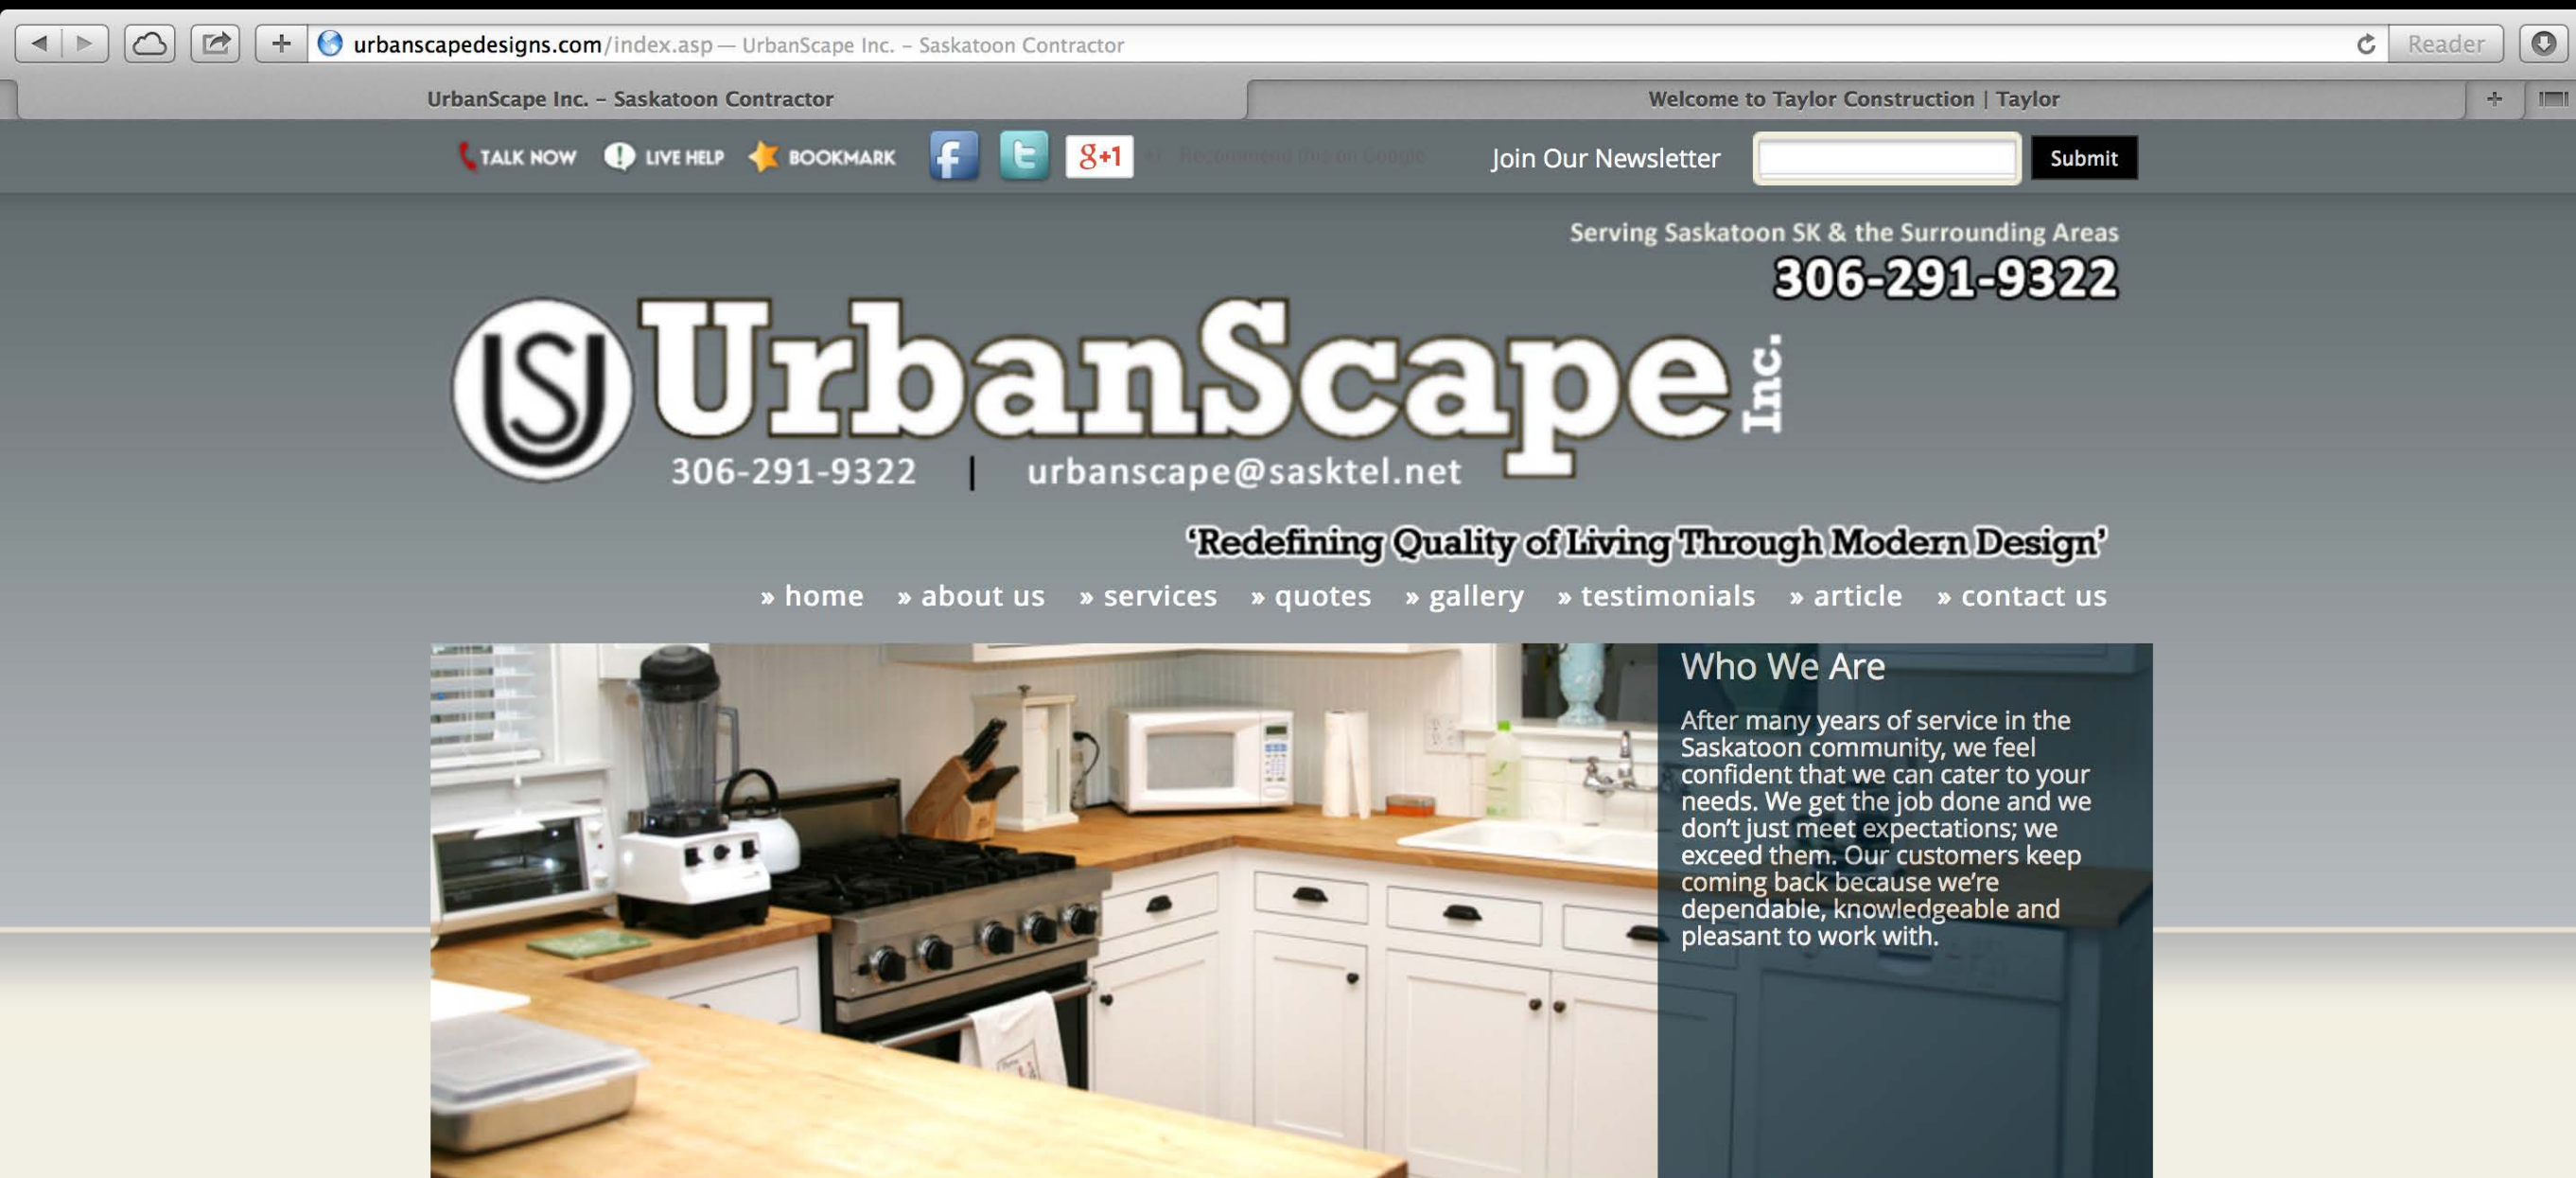 urbanscapedesigns.com/index.asp — UrbanScape Inc. – Saskatoon Contractor
Reader
UrbanScape Inc. – Saskatoon Contractor
Welcome to Taylor Construction | Taylor
TALK NOW
LIVE HELP
BOOKMARK
f
t
g+1
+1 Recommend this on Google
Join Our Newsletter
Submit
Serving Saskatoon SK & the Surrounding Areas
306-291-9322
US
UrbanScape Inc.
306-291-9322 | urbanscape@sasktel.net
‘Redefining Quality of Living Through Modern Design’
» home » about us » services » quotes » gallery » testimonials » article » contact us
Who We Are
After many years of service in the
Saskatoon community, we feel
confident that we can cater to your
needs. We get the job done and we
don’t just meet expectations; we
exceed them. Our customers keep
coming back because we’re
dependable, knowledgeable and
pleasant to work with.